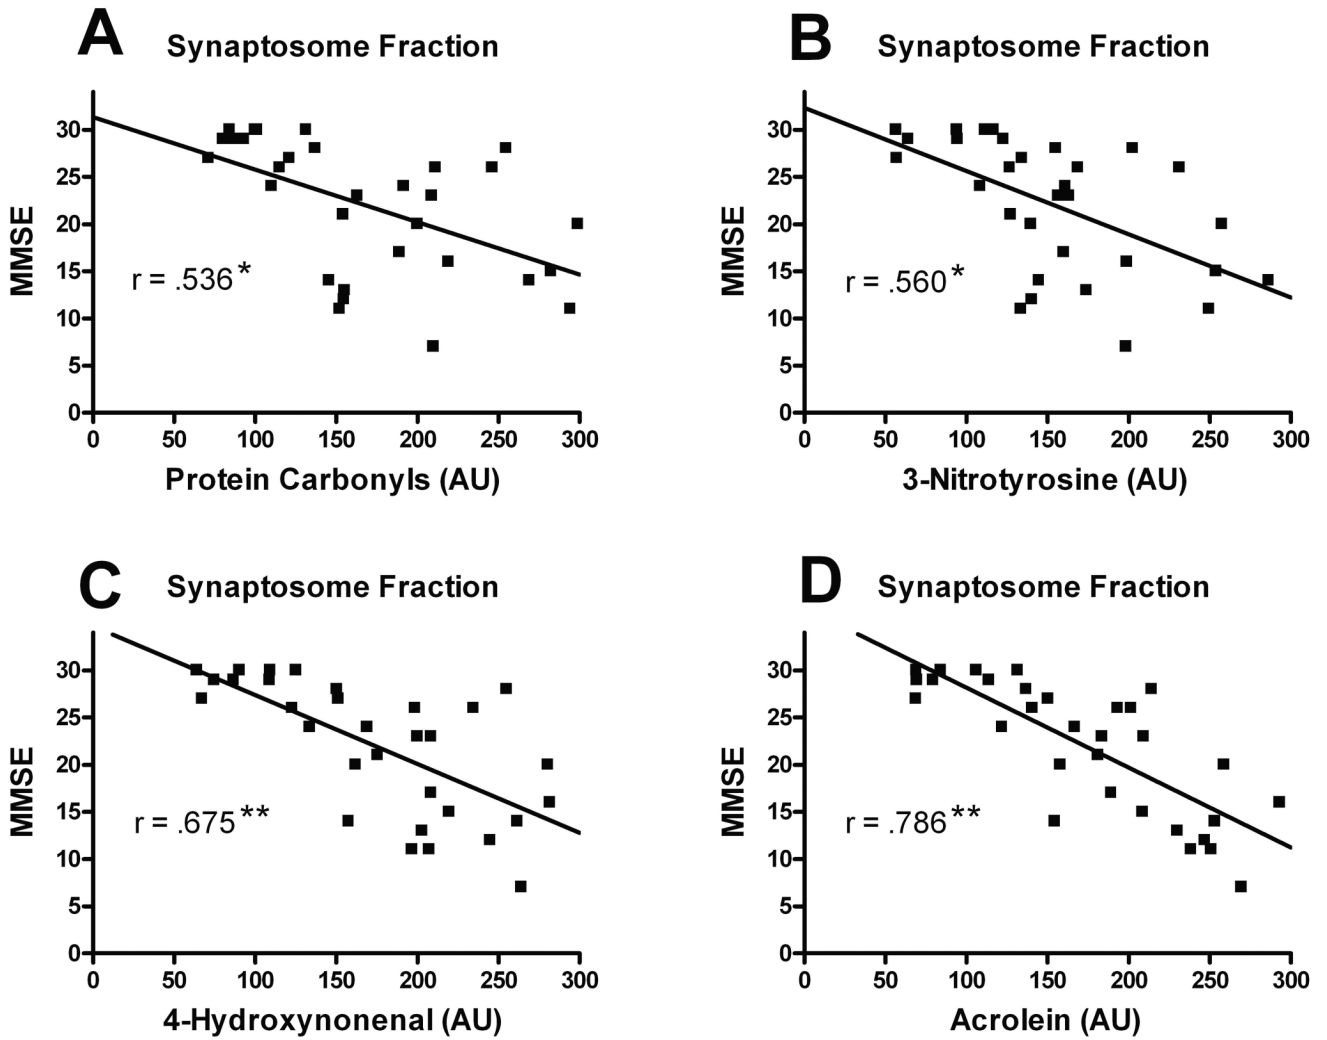 A Synaptosome Fraction
MMSE
30
25
20
15
10
5
0
r = .536*
0 50 100 150 200 250 300
Protein Carbonyls (AU)
B Synaptosome Fraction
MMSE
30
25
20
15
10
5
0
r = .560*
0 50 100 150 200 250 300
3-Nitrotyrosine (AU)
C Synaptosome Fraction
MMSE
30
25
20
15
10
5
0
r = .675**
0 50 100 150 200 250 300
4-Hydroxynonenal (AU)
D Synaptosome Fraction
MMSE
30
25
20
15
10
5
0
r = .786**
0 50 100 150 200 250 300
Acrolein (AU)